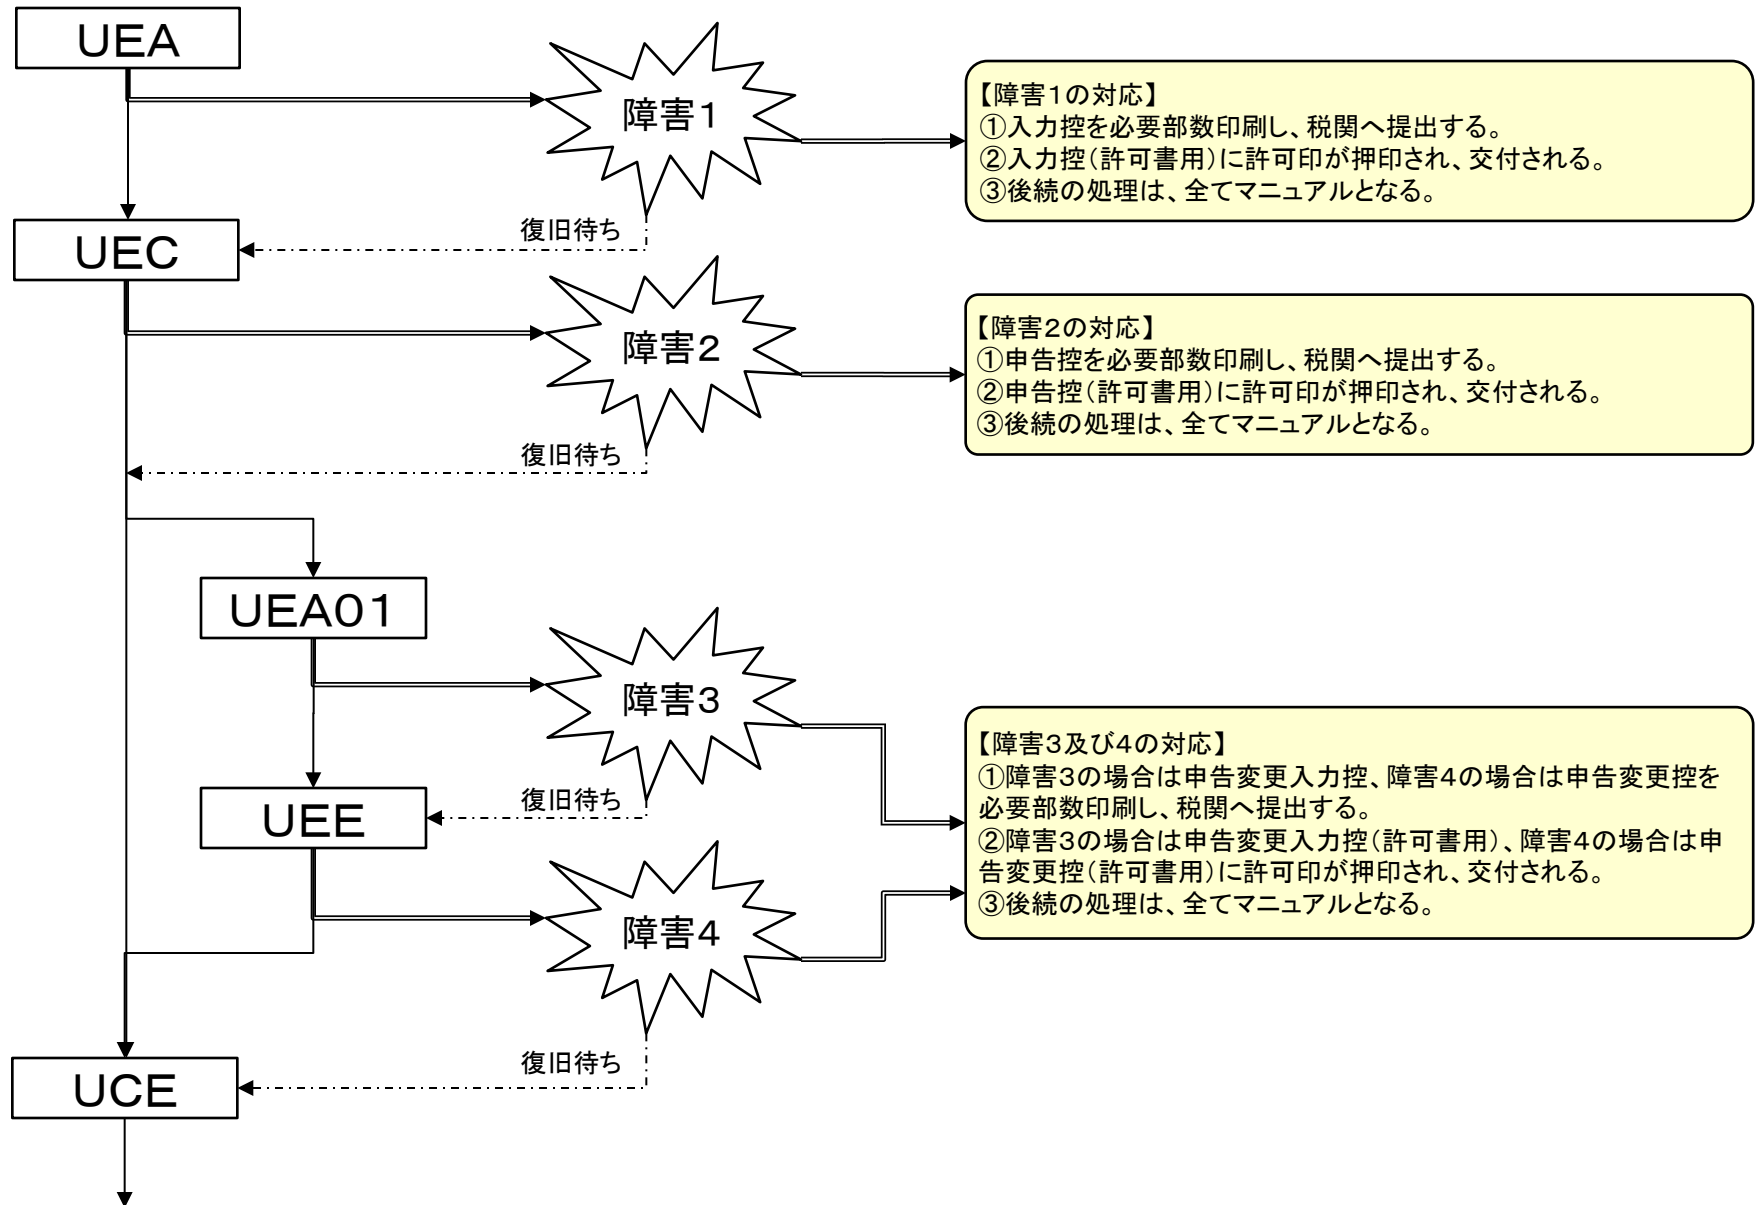 UEA
障害1
【障害1の対応】
①入力控を必要部数印刷し、税関へ提出する。
②入力控(許可書用)に許可印が押印され、交付される。
③後続の処理は、全てマニュアルとなる。
復旧待ち
UEC
障害2
【障害2の対応】
①申告控を必要部数印刷し、税関へ提出する。
②申告控(許可書用)に許可印が押印され、交付される。
③後続の処理は、全てマニュアルとなる。
復旧待ち
UEA01
障害3
【障害3及び4の対応】
①障害3の場合は申告変更入力控、障害4の場合は申告変更控を
必要部数印刷し、税関へ提出する。
②障害3の場合は申告変更入力控(許可書用)、障害4の場合は申
告変更控(許可書用)に許可印が押印され、交付される。
③後続の処理は、全てマニュアルとなる。
復旧待ち
UEE
障害4
復旧待ち
UCE